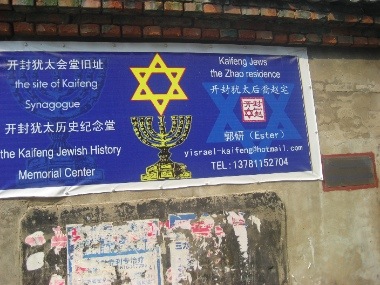 开封犹太会堂旧址
the site of Kaifeng
Synagogue
开封犹太历史纪念堂
the Kaifeng Jewish History
Memorial Center
Kaifeng Jews
the Zhao residence
开封犹太后裔赵宅
开封
郭妍（Ester）
yisrael-kaifeng@hotmail.com
TEL:13781152704